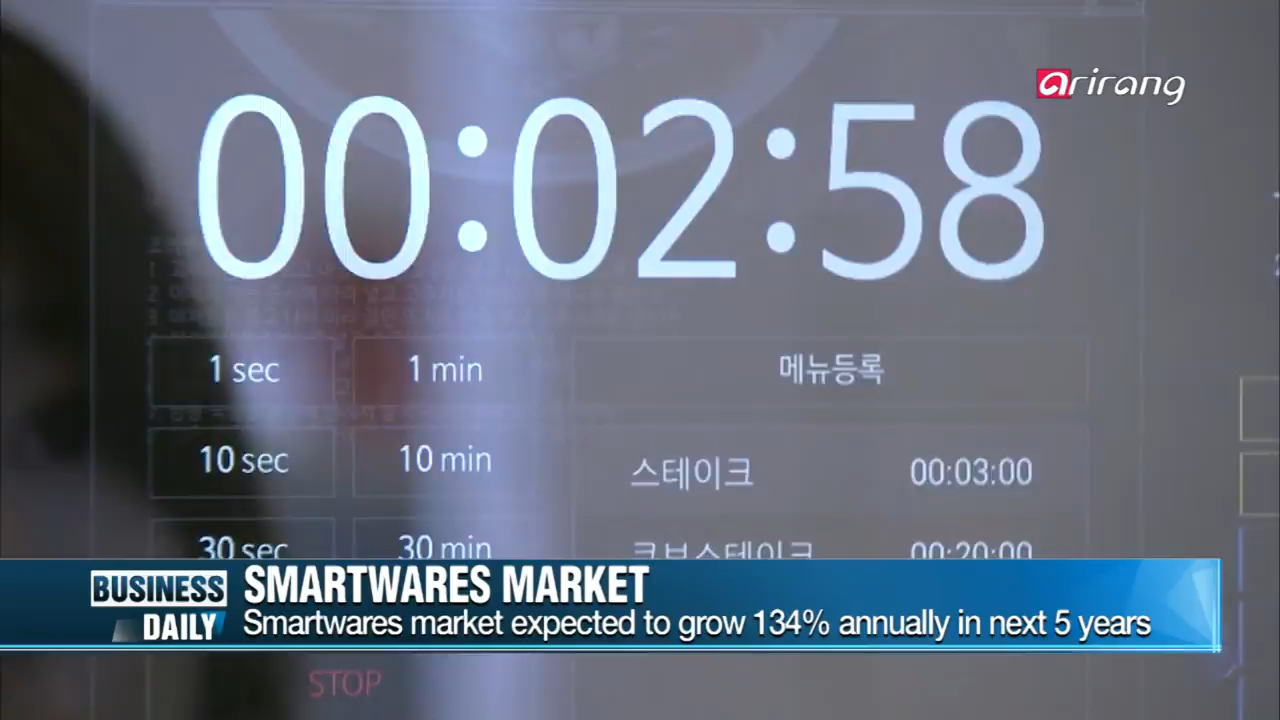 arirang
00:02:58
1 sec 1 min 메뉴등록
10 sec 10 min 스테이크 00:03:00
30 sec 30 min 00:20:00
BUSINESS DAILY
SMARTWARES MARKET
Smartwares market expected to grow 134% annually in next 5 years
STOP